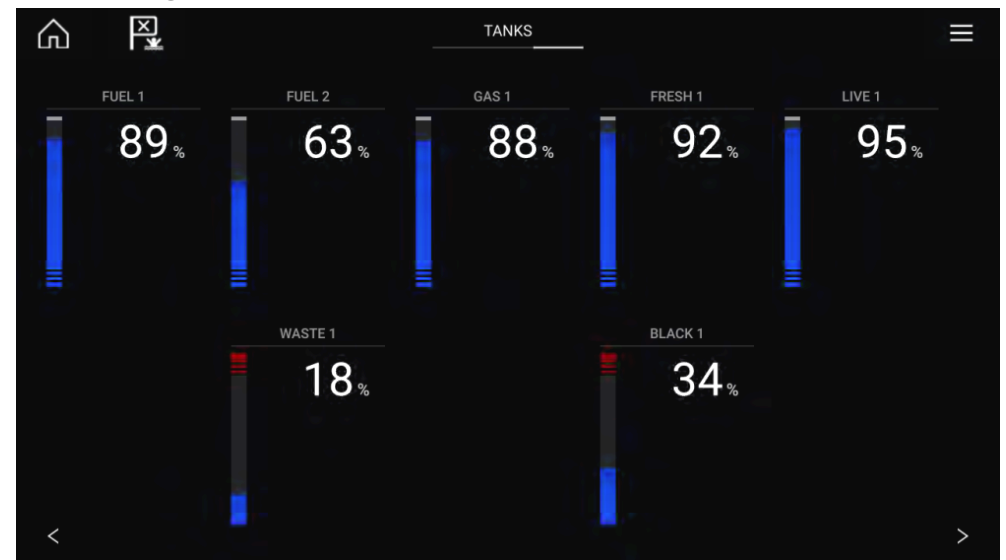 TANKS
FUEL 1
89%
FUEL 2
63%
GAS 1
88%
FRESH 1
92%
LIVE 1
95%
WASTE 1
18%
BLACK 1
34%